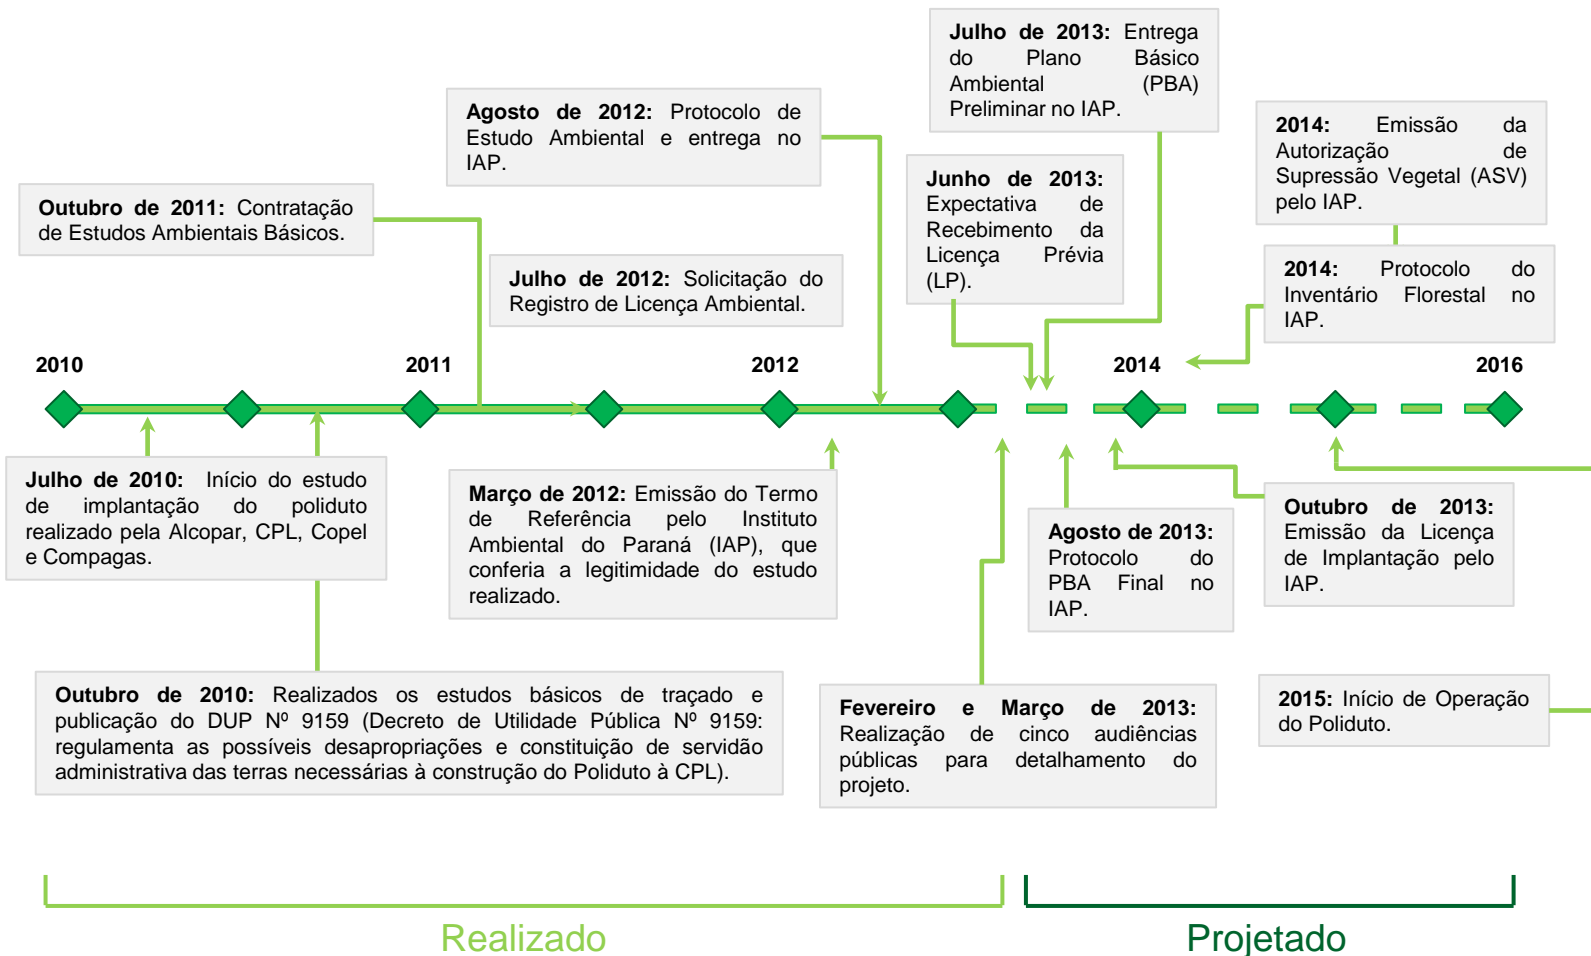 Julho de 2013: Entrega
do Plano Básico
Ambiental (PBA)
Preliminar no IAP.
Agosto de 2012: Protocolo de
Estudo Ambiental e entrega no
IAP.
2014: Emissão da
Autorização de
Supressão Vegetal (ASV)
pelo IAP.
Junho de 2013:
Expectativa de
Recebimento da
Licença Prévia
(LP).
Outubro de 2011: Contratação
de Estudos Ambientais Básicos.
Julho de 2012: Solicitação do
Registro de Licença Ambiental.
2014: Protocolo do
Inventário Florestal no
IAP.
2010
2011
2012
2014
2016
Julho de 2010: Início do estudo
de implantação do poliduto
realizado pela Alcopar, CPL, Copel
e Compagas.
Março de 2012: Emissão do Termo
de Referência pelo Instituto
Ambiental do Paraná (IAP), que
conferia a legitimidade do estudo
realizado.
Agosto de 2013:
Protocolo do
PBA Final no
IAP.
Outubro de 2013:
Emissão da Licença
de Implantação pelo
IAP.
Outubro de 2010: Realizados os estudos básicos de traçado e
publicação do DUP Nº 9159 (Decreto de Utilidade Pública Nº 9159:
regulamenta as possíveis desapropriações e constituição de servidão
administrativa das terras necessárias à construção do Poliduto à CPL).
Fevereiro e Março de 2013:
Realização de cinco audiências
públicas para detalhamento do
projeto.
2015: Início de Operação
do Poliduto.
Realizado
Projetado